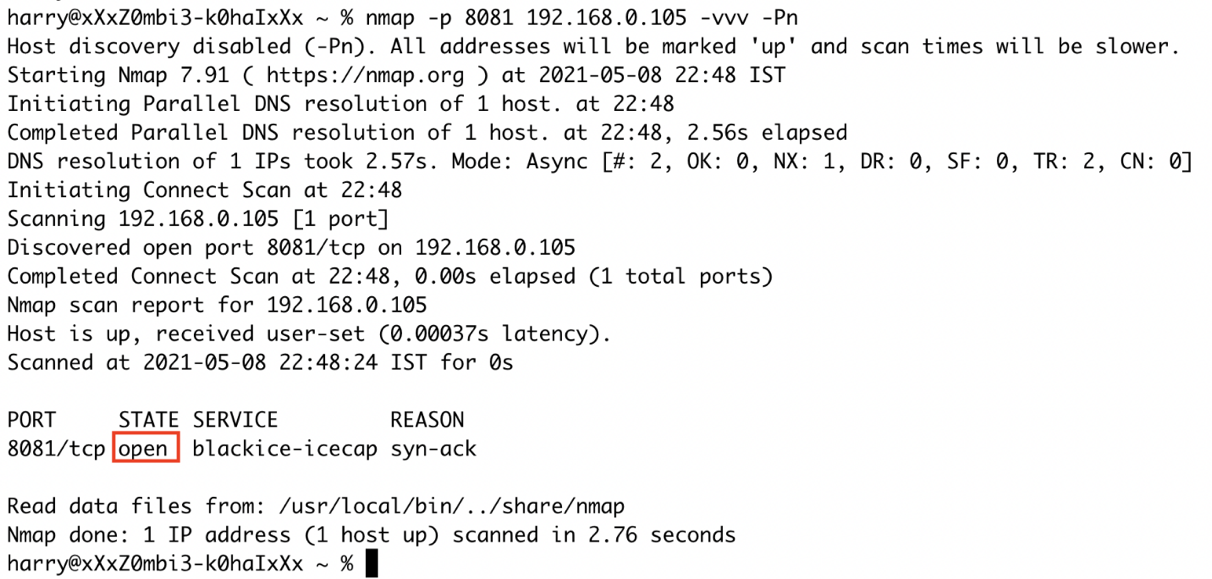 harry@xXxZ0mbi3-k0haIxXx ~ % nmap -p 8081 192.168.0.105 -vvv -Pn
Host discovery disabled (-Pn). All addresses will be marked 'up' and scan times will be slower.
Starting Nmap 7.91 ( https://nmap.org ) at 2021-05-08 22:48 IST
Initiating Parallel DNS resolution of 1 host. at 22:48
Completed Parallel DNS resolution of 1 host. at 22:48, 2.56s elapsed
DNS resolution of 1 IPs took 2.57s. Mode: Async [#: 2, OK: 0, NX: 1, DR: 0, SF: 0, TR: 2, CN: 0]
Initiating Connect Scan at 22:48
Scanning 192.168.0.105 [1 port]
Discovered open port 8081/tcp on 192.168.0.105
Completed Connect Scan at 22:48, 0.00s elapsed (1 total ports)
Nmap scan report for 192.168.0.105
Host is up, received user-set (0.00037s latency).
Scanned at 2021-05-08 22:48:24 IST for 0s
PORT     STATE SERVICE         REASON
8081/tcp open  blackice-icecap syn-ack
Read data files from: /usr/local/bin/../share/nmap
Nmap done: 1 IP address (1 host up) scanned in 2.76 seconds
harry@xXxZ0mbi3-k0haIxXx ~ %